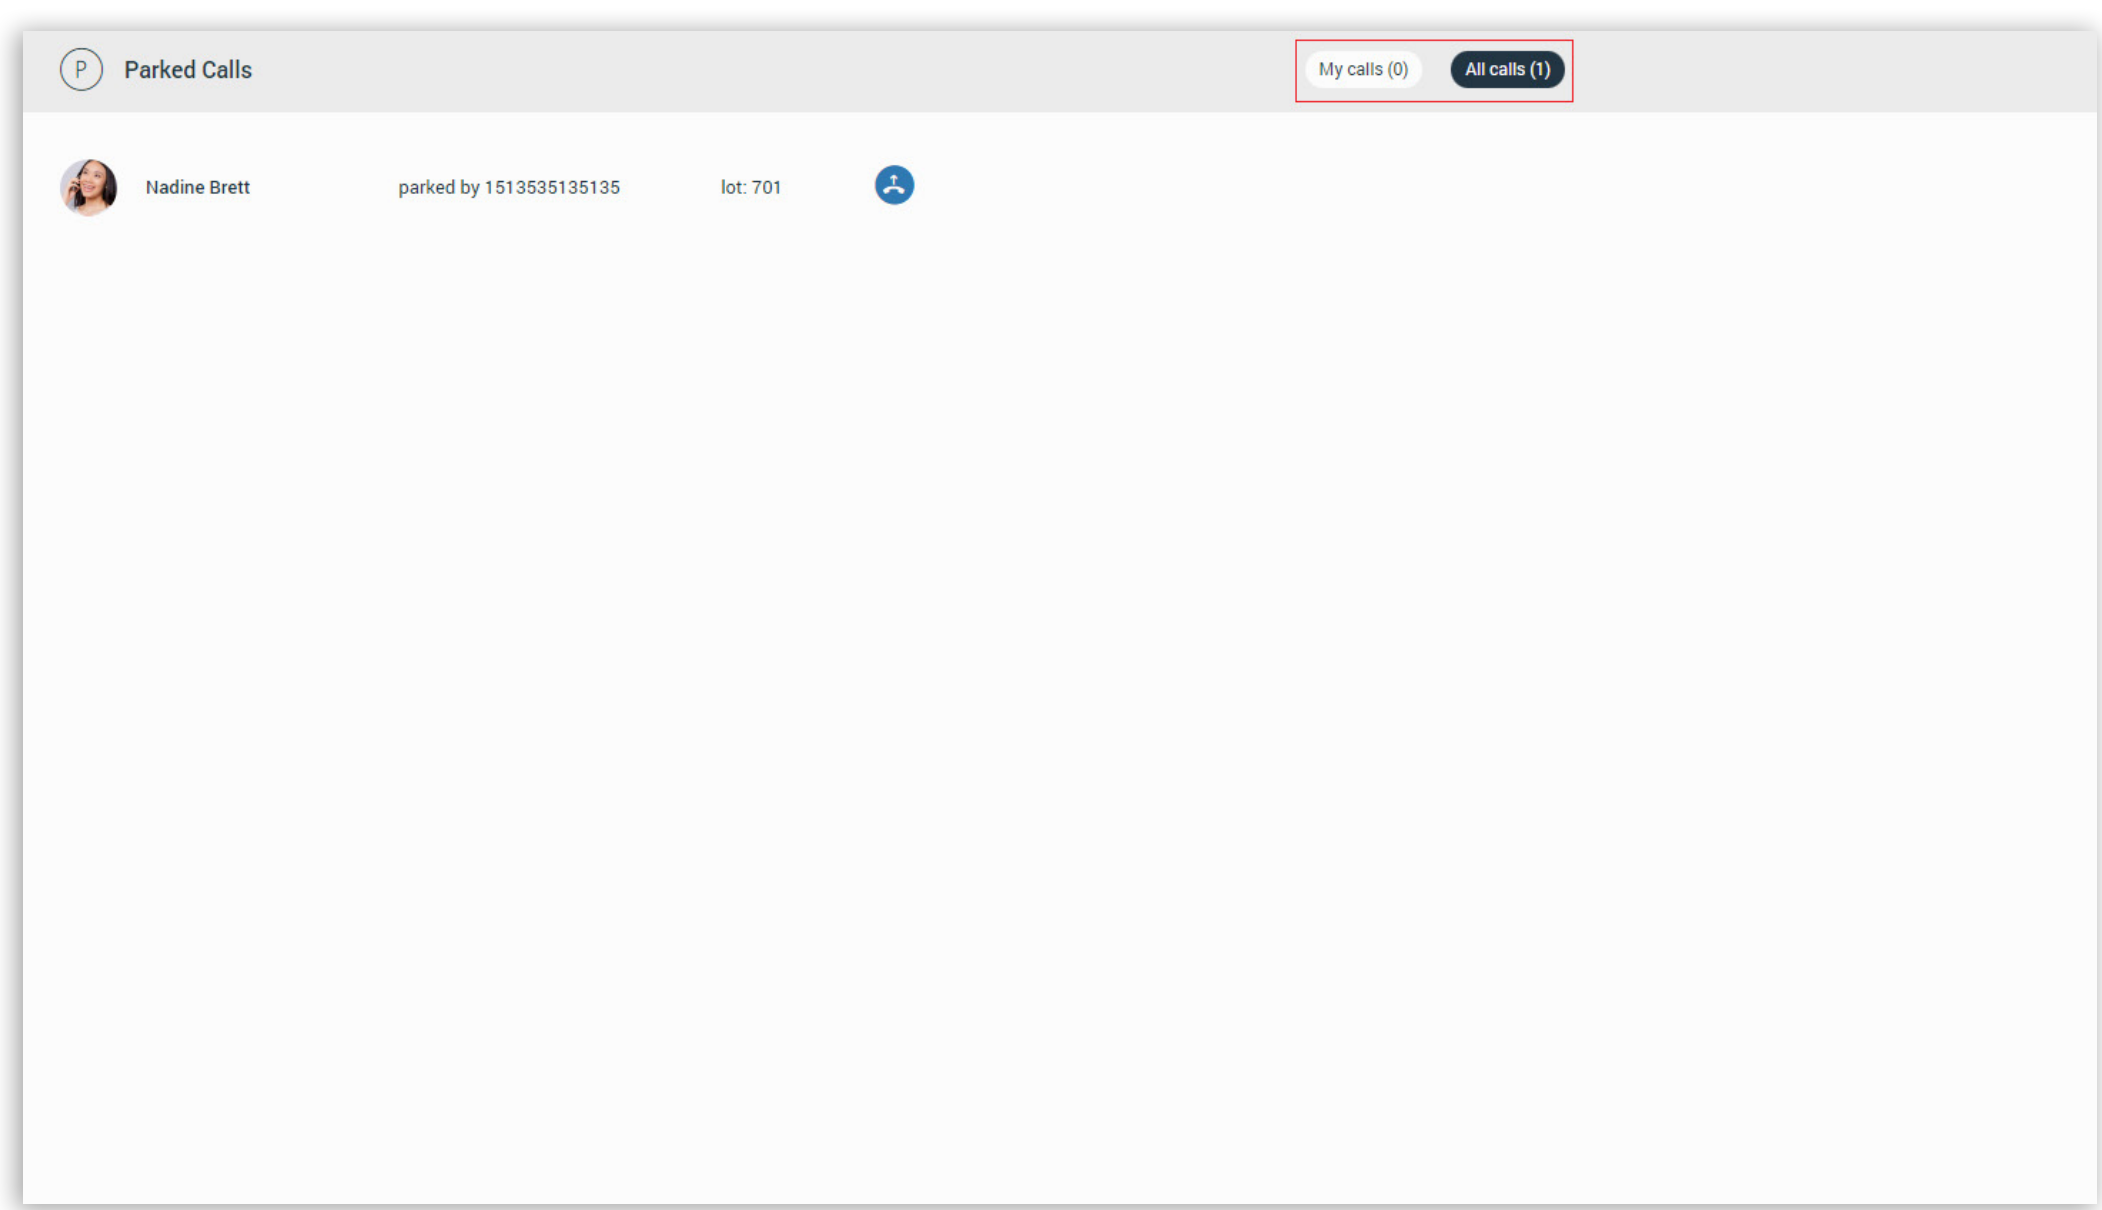 P Parked Calls My calls (0) All calls (1)
Nadine Brett parked by 1513535135135 lot: 701